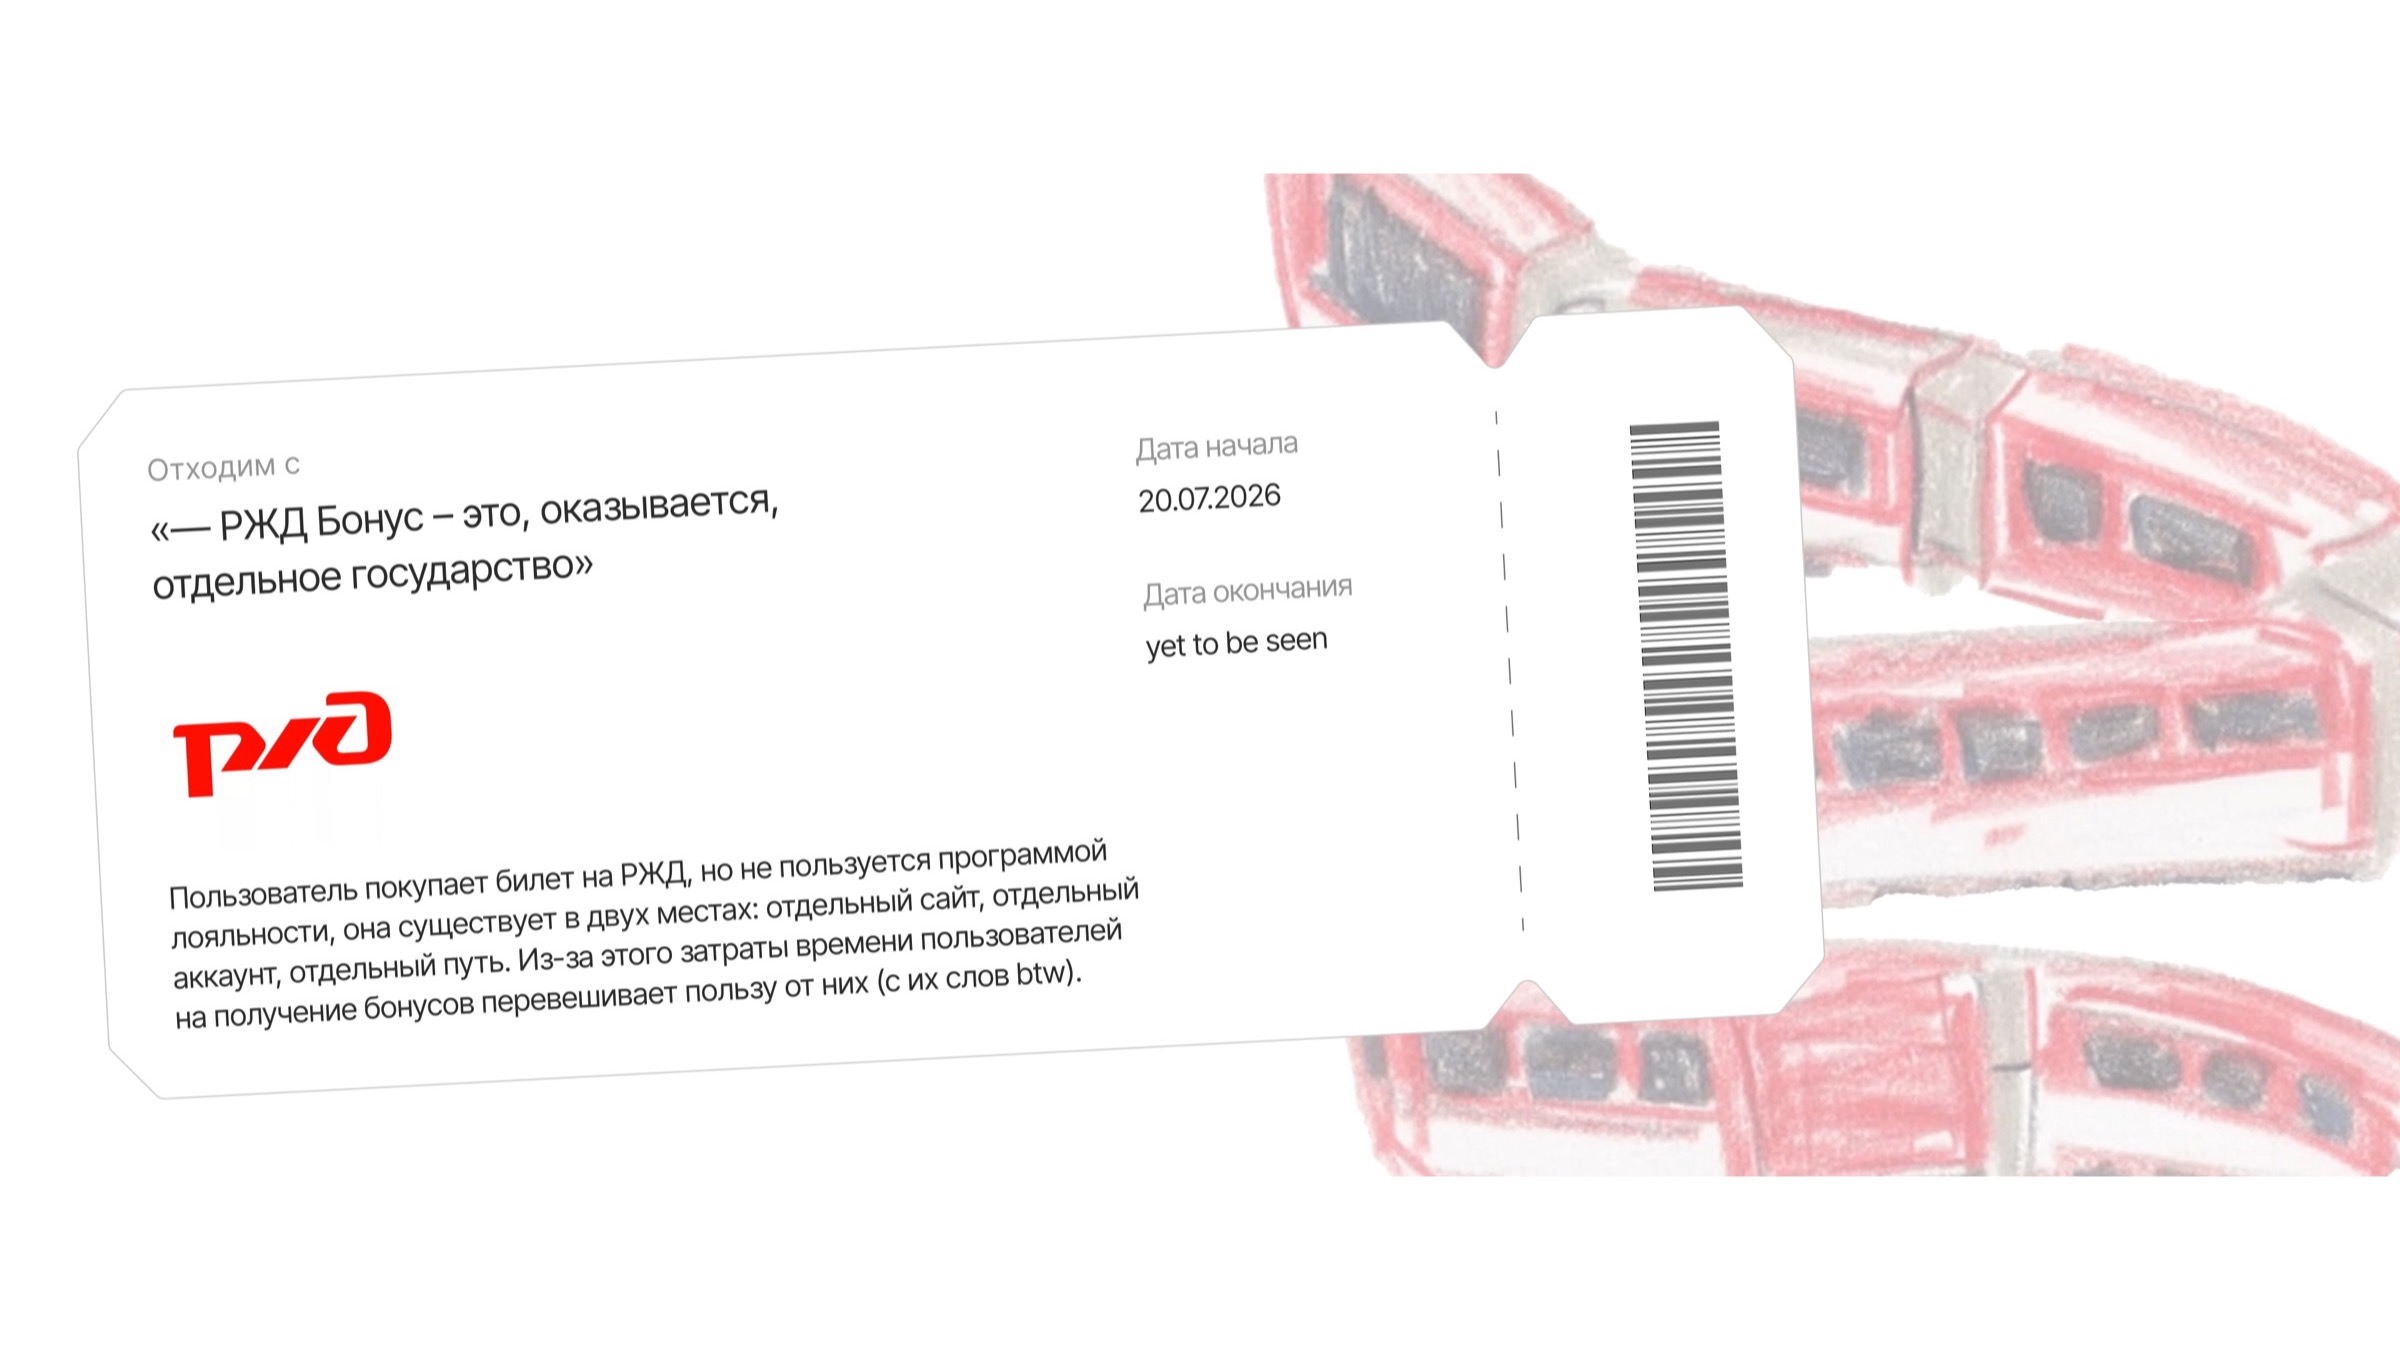 Отходим с
«— РЖД Бонус – это, оказывается,
отдельное государство»
Дата начала
20.07.2026
Дата окончания
yet to be seen
ржд
Пользователь покупает билет на РЖД, но не пользуется программой
лояльности, она существует в двух местах: отдельный сайт, отдельный
аккаунт, отдельный путь. Из-за этого затраты времени пользователей
на получение бонусов перевешивает пользу от них (с их слов btw).